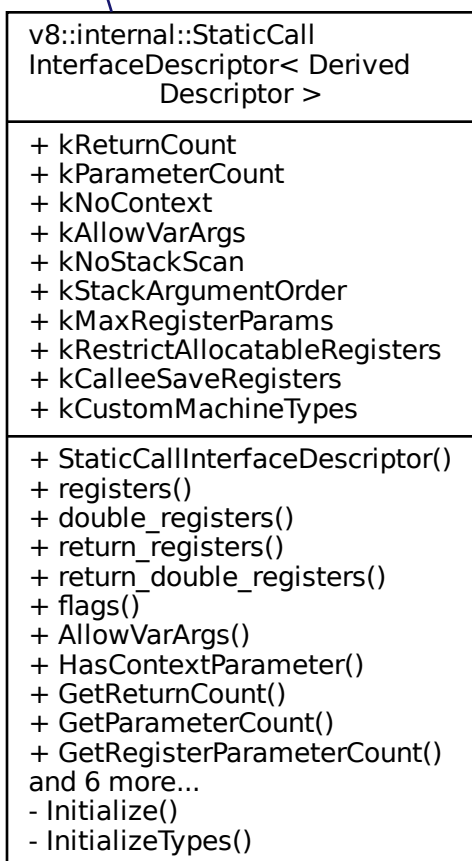 v8::internal::StaticCall
InterfaceDescriptor< Derived
Descriptor >
+ kReturnCount
+ kParameterCount
+ kNoContext
+ kAllowVarArgs
+ kNoStackScan
+ kStackArgumentOrder
+ kMaxRegisterParams
+ kRestrictAllocatableRegisters
+ kCalleeSaveRegisters
+ kCustomMachineTypes
+ StaticCallInterfaceDescriptor()
+ registers()
+ double_registers()
+ return_registers()
+ return_double_registers()
+ flags()
+ AllowVarArgs()
+ HasContextParameter()
+ GetReturnCount()
+ GetParameterCount()
+ GetRegisterParameterCount()
and 6 more...
- Initialize()
- InitializeTypes()